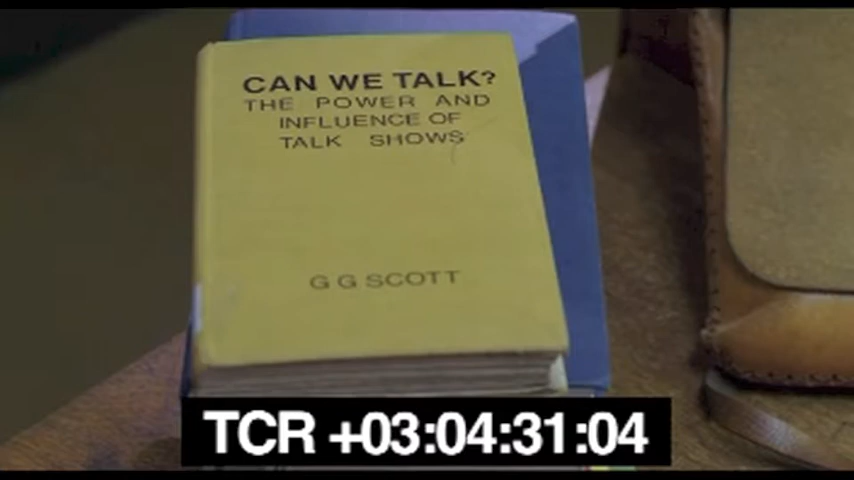 CAN WE TALK?
THE POWER AND
INFLUENCE OF
TALK SHOWS
G G SCOTT
TCR +03:04:31:04